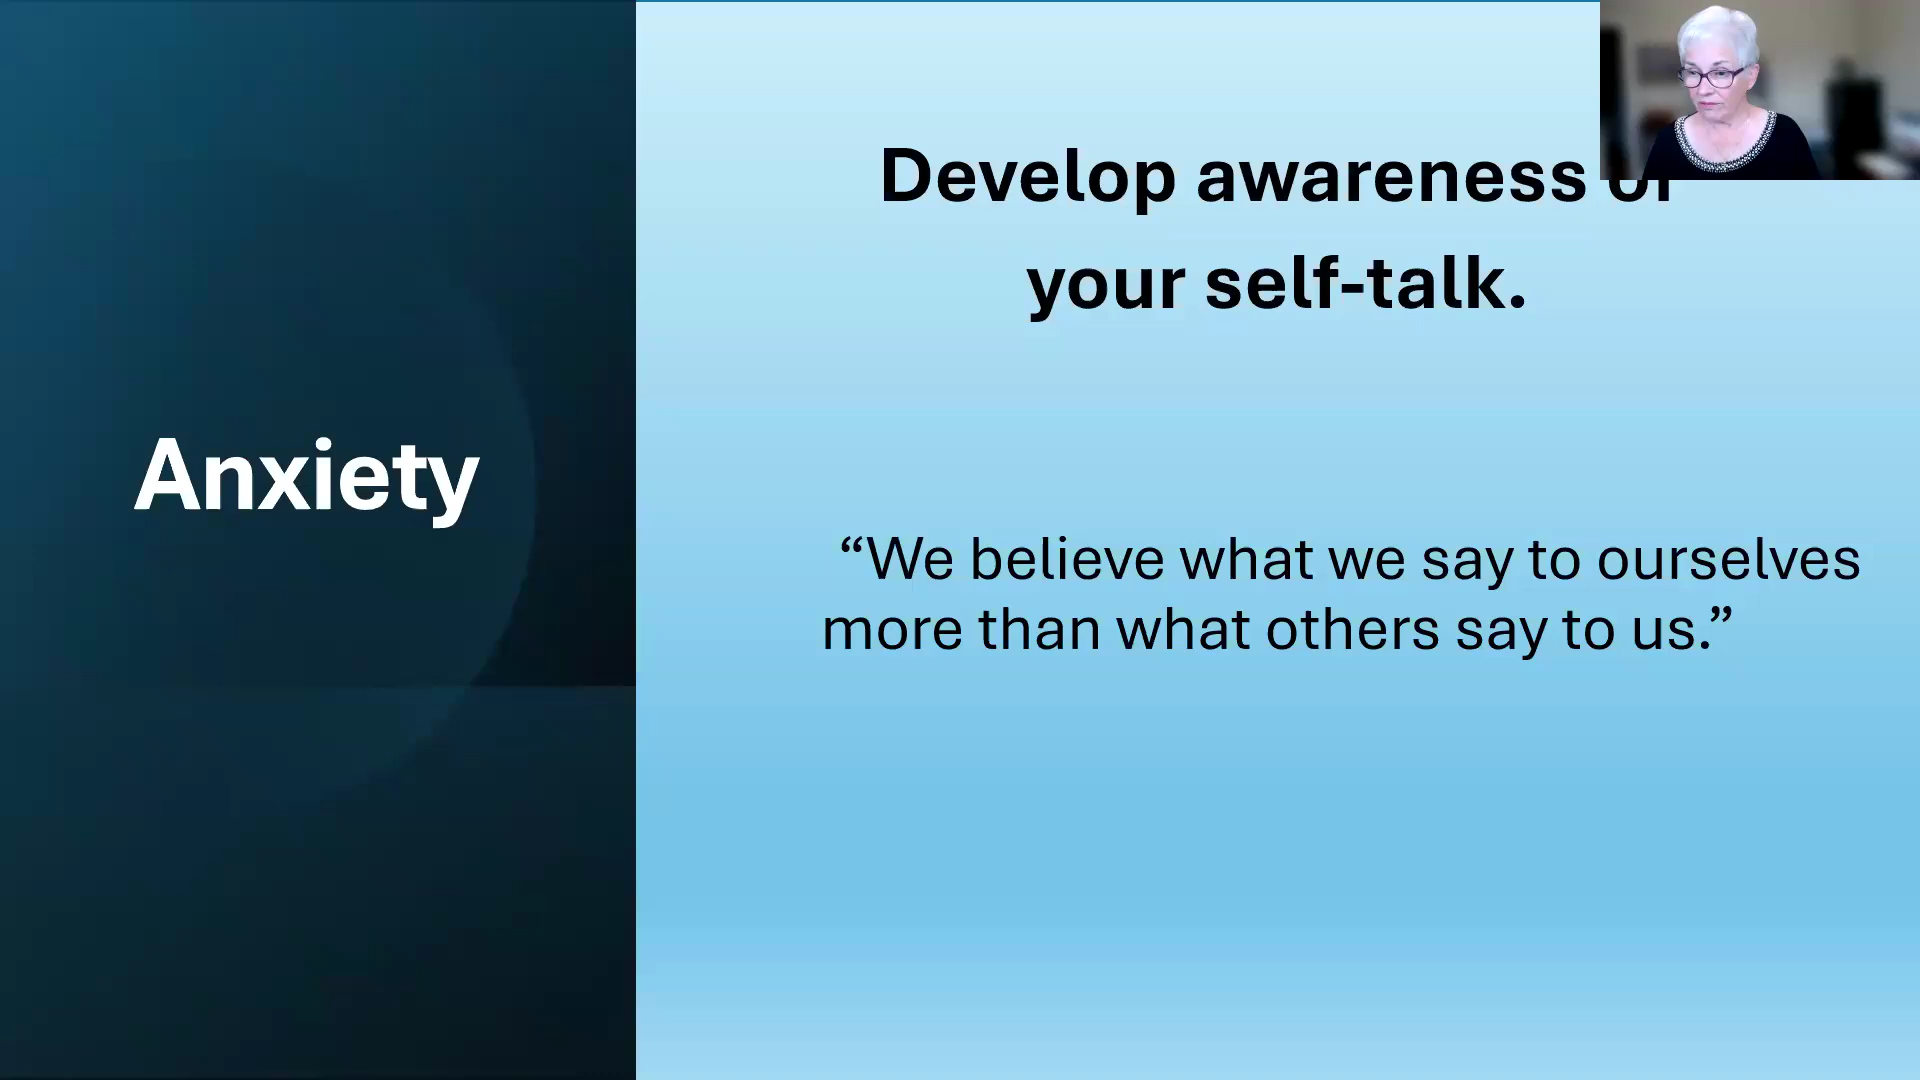 Anxiety
Develop awareness of
your self-talk.
“We believe what we say to ourselves
more than what others say to us.”